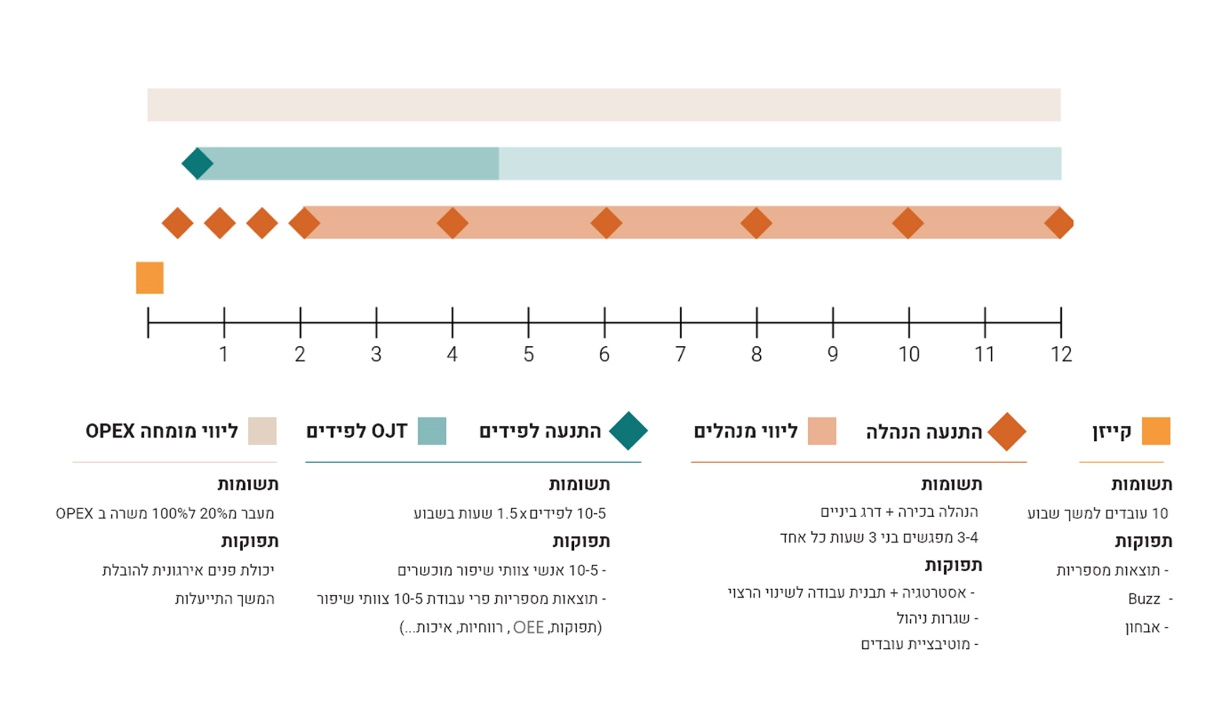 1 2 3 4 5 6 7 8 9 10 11 12
קייזן
תשומות
10 עובדים למשך שבוע
תפוקות
- תוצאות מספריות
- Buzz
- אבחון
התנעה הנהלה
ליווי מנהלים
תשומות
הנהלה בכירה + דרג ביניים
3-4 מפגשים בני 3 שעות כל אחד
תפוקות
- אסטרטגיה + תבנית עבודה לשינוי הרצוי
- שגרות ניהול
- מוטיבציית עובדים
התנעה לפידים
OJT לפידים
תשומות
10-5 לפידים x 1.5 שעות בשבוע
תפוקות
- 10-5 אנשי צוותי שיפור מוכשרים
- תוצאות מספריות פרי עבודת 10-5 צוותי שיפור
(תפוקות, OEE, רווחיות, איכות...)
ליווי מומחה OPEX
תשומות
מעבר מ20% ל100% משרה ב OPEX
תפוקות
יכולת פנים אירגונית להובלת
המשך התייעלות